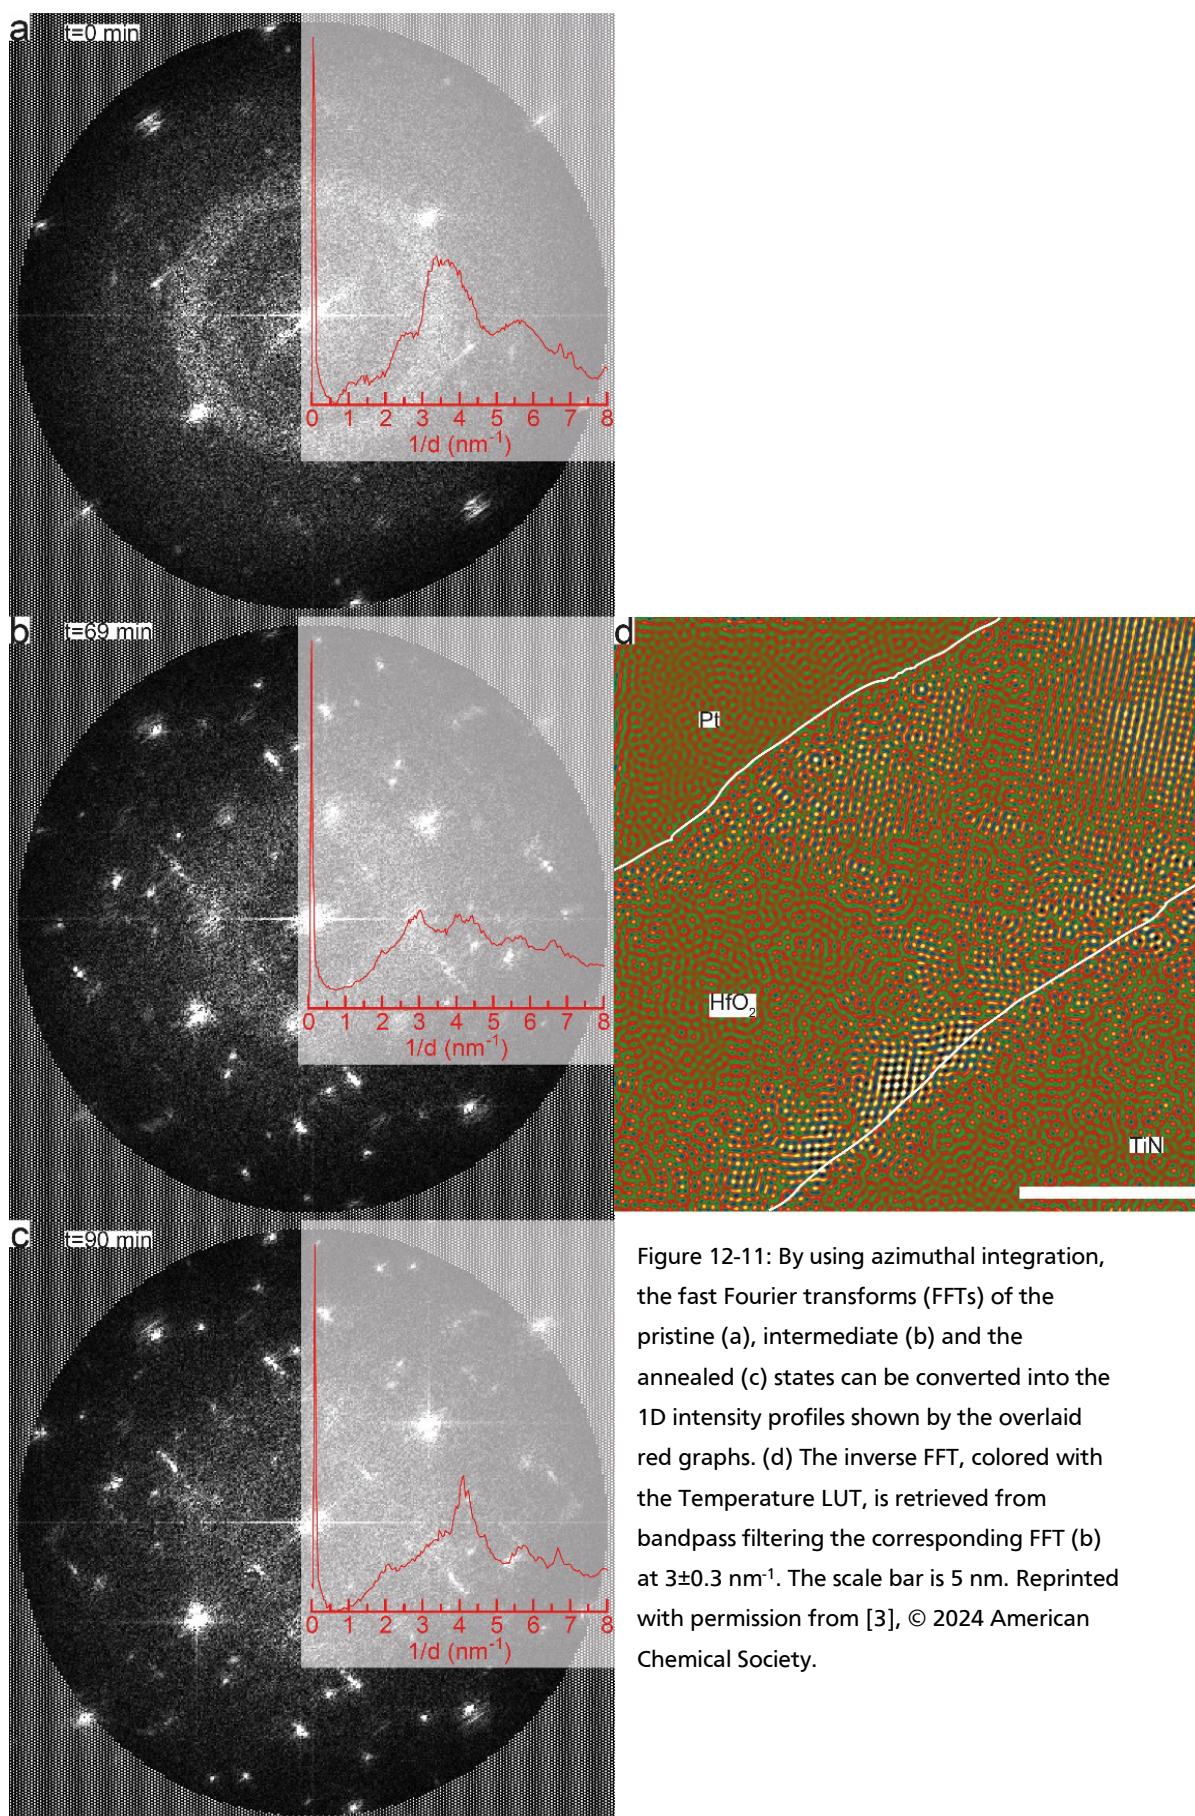 a t=0 min
0 1 2 3 4 5 6 7 8
1/d (nm⁻¹)
b t=69 min
0 1 2 3 4 5 6 7 8
1/d (nm⁻¹)
c t=90 min
0 1 2 3 4 5 6 7 8
1/d (nm⁻¹)
d
Pt
HfO₂
TiN
Figure 12-11: By using azimuthal integration,
the fast Fourier transforms (FFTs) of the
pristine (a), intermediate (b) and the
annealed (c) states can be converted into the
1D intensity profiles shown by the overlaid
red graphs. (d) The inverse FFT, colored with
the Temperature LUT, is retrieved from
bandpass filtering the corresponding FFT (b)
at 3±0.3 nm⁻¹. The scale bar is 5 nm. Reprinted
with permission from [3], © 2024 American
Chemical Society.